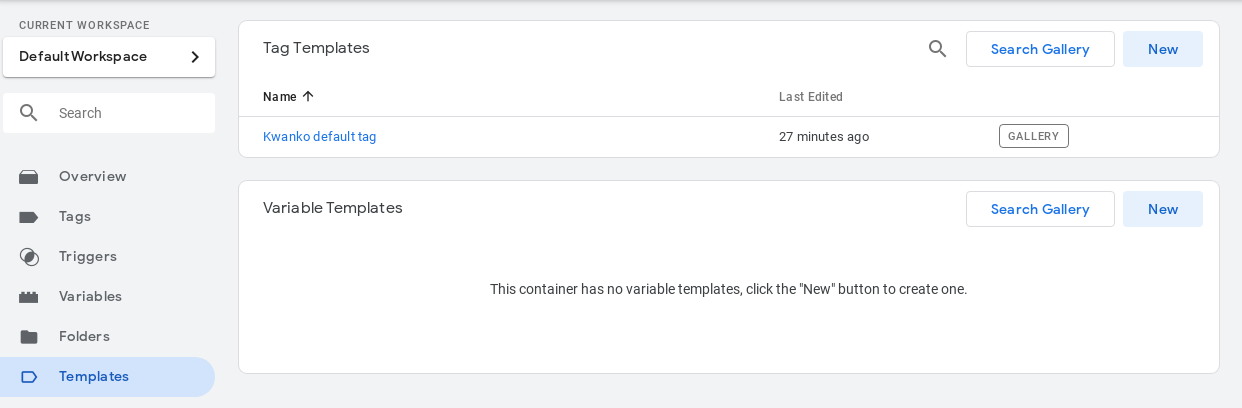 CURRENT WORKSPACE
Default Workspace
Search
Overview
Tags
Triggers
Variables
Folders
Templates
Tag Templates
Search Gallery
New
Name
Last Edited
Kwanko default tag
27 minutes ago
GALLERY
Variable Templates
Search Gallery
New
This container has no variable templates, click the "New" button to create one.